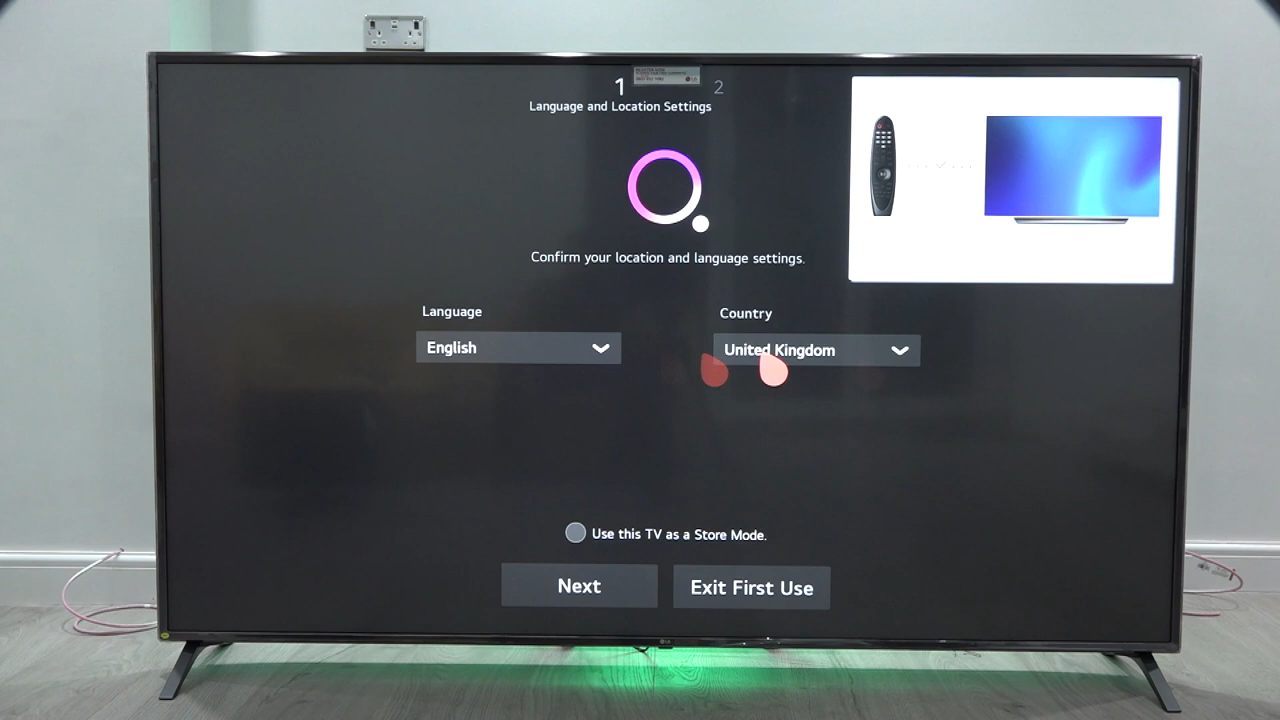 1
2
Language and Location Settings
Confirm your location and language settings.
Language
Country
English
United Kingdom
Use this TV as a Store Mode.
Next
Exit First Use
LG